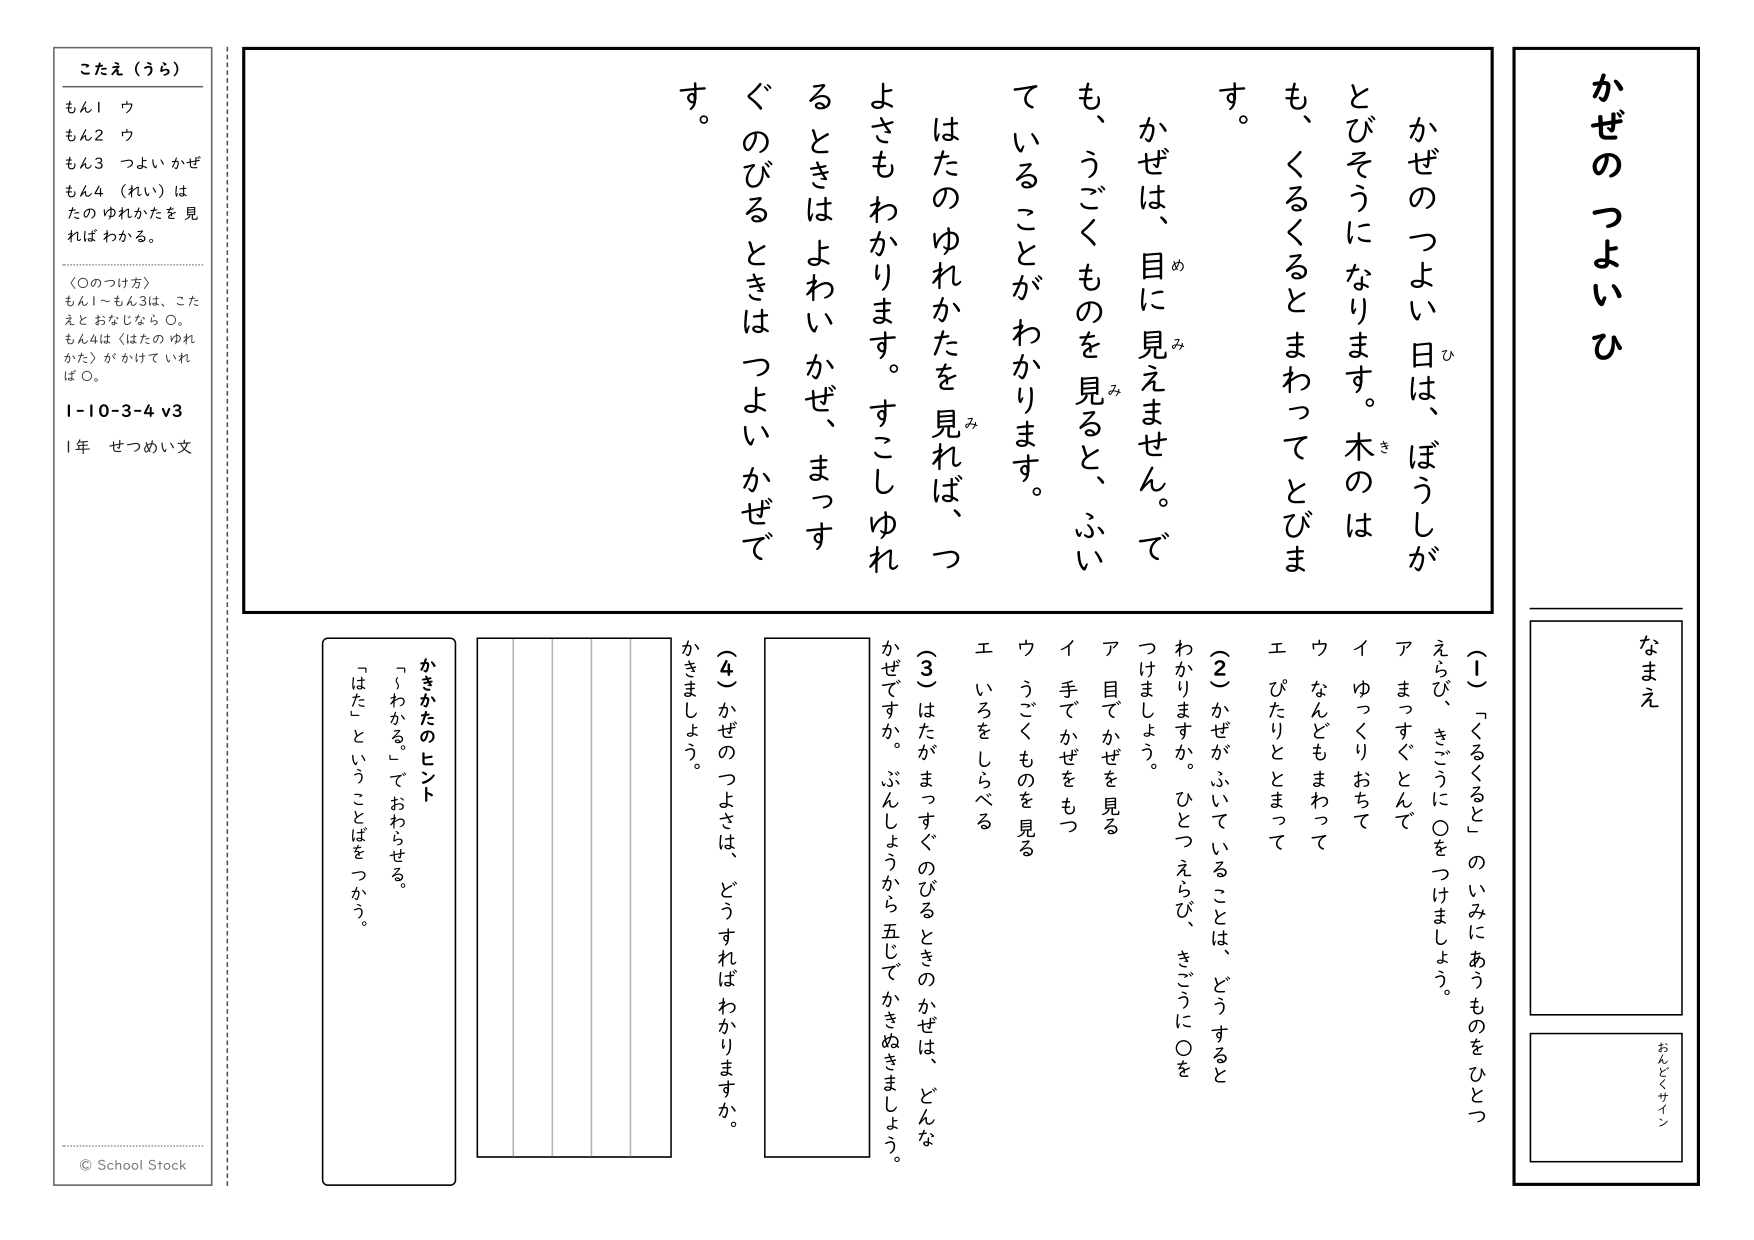 かぜの つよい ひ
なまえ
おんどくサイン
かぜの つよい 日は、ぼうしが
とびそうに なります。木の は
も、くるくると まわって とびま
す。
かぜは、目に 見えません。で
も、うごく ものを 見ると、ふい
て いる ことが わかります。
はたの ゆれかたを 見れば、つ
よさも わかります。すこし ゆれ
る ときは よわい かぜ、まっす
ぐ のびる ときは つよい かぜで
す。
ひ
き
め
み
み
み
(1)「くるくると」の いみに あう ものを ひとつ
えらび、きごうに ○を つけましょう。
ア まっすぐ とんで
イ ゆっくり おちて
ウ なんども まわって
エ ぴたりと とまって
(2)かぜが ふいて いる ことは、どう すると
わかりますか。ひとつ えらび、きごうに ○を
つけましょう。
ア 目で かぜを 見る
イ 手で かぜを もつ
ウ うごく ものを 見る
エ いろを しらべる
(3)はたが まっすぐ のびる ときの かぜは、どんな
かぜですか。ぶんしょうから 五じで かきぬきましょう。
(4)かぜの つよさは、どう すれば わかりますか。
かきましょう。
かきかたの ヒント
「〜わかる。」で おわらせる。
「はた」と いう ことばを つかう。
こたえ（うら）
もん1 ウ
もん2 ウ
もん3 つよい かぜ
もん4 （れい）は
たの ゆれかたを 見
れば わかる。
〈○のつけ方〉
もん1〜もん3は、こた
えと おなじなら ○。
もん4は〈はたの ゆれ
かた〉が かけて いれ
ば ○。
1-10-3-4 v3
1年 せつめい文
© School Stock